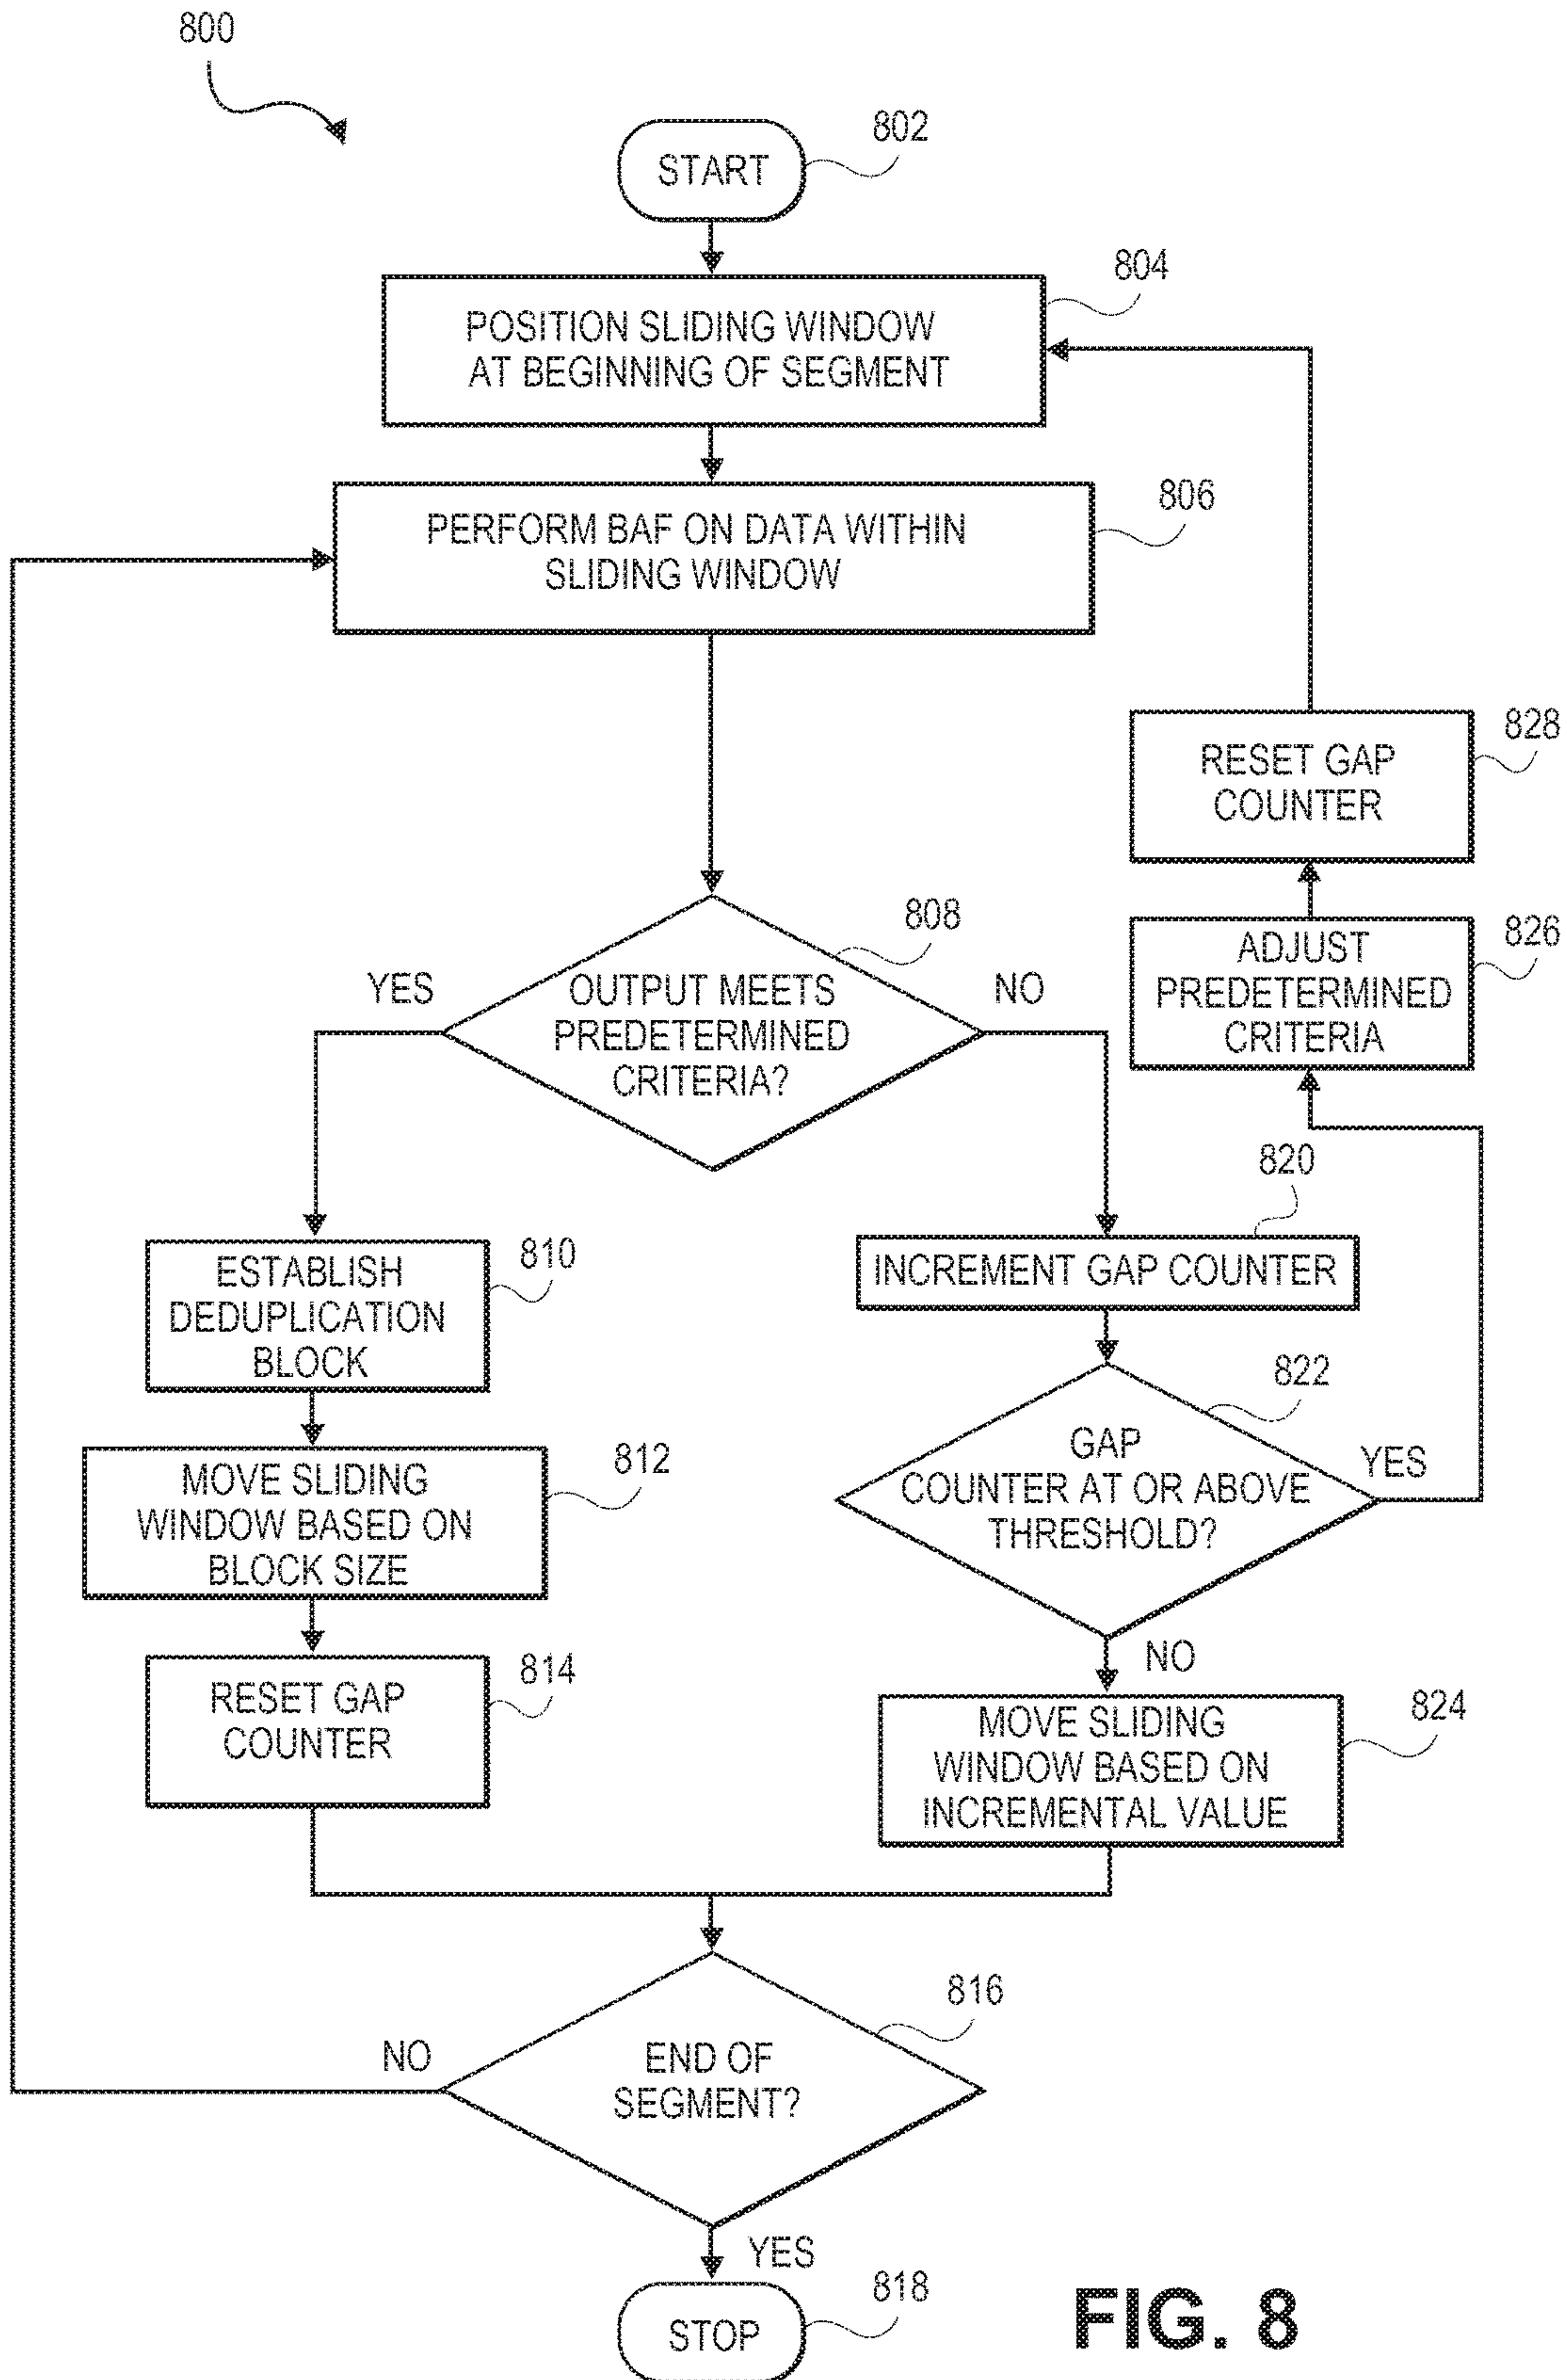 800
802
START
804
POSITION SLIDING WINDOW
AT BEGINNING OF SEGMENT
806
PERFORM BAF ON DATA WITHIN
SLIDING WINDOW
828
RESET GAP
COUNTER
808
826
YES
OUTPUT MEETS
PREDETERMINED
CRITERIA?
NO
ADJUST
PREDETERMINED
CRITERIA
820
810
ESTABLISH
DEDUPLICATION
BLOCK
INCREMENT GAP COUNTER
822
812
MOVE SLIDING
WINDOW BASED ON
BLOCK SIZE
GAP
COUNTER AT OR ABOVE
THRESHOLD?
YES
814
RESET GAP
COUNTER
NO
824
MOVE SLIDING
WINDOW BASED ON
INCREMENTAL VALUE
816
NO
END OF
SEGMENT?
YES
818
STOP
FIG. 8